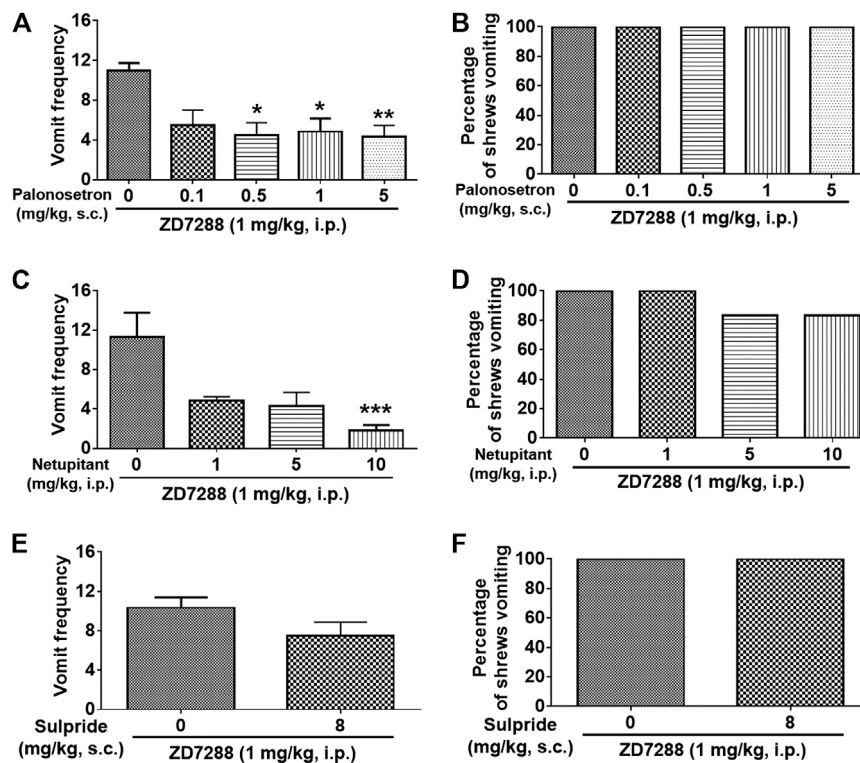 A
Vomit frequency
16
12
8
4
0
* * **
Palonosetron 0 0.1 0.5 1 5
(mg/kg, s.c.)
ZD7288 (1 mg/kg, i.p.)
B
Percentage
of shrews vomiting
100
80
60
40
20
0
Palonosetron 0 0.1 0.5 1 5
(mg/kg, s.c.)
ZD7288 (1 mg/kg, i.p.)
C
Vomit frequency
16
12
8
4
0
***
Netupitant 0 1 5 10
(mg/kg, i.p.)
ZD7288 (1 mg/kg, i.p.)
D
Percentage
of shrews vomiting
100
80
60
40
20
0
Netupitant 0 1 5 10
(mg/kg, i.p.)
ZD7288 (1 mg/kg, i.p.)
E
Vomit frequency
16
12
8
4
0
Sulpride 0 8
(mg/kg, s.c.)
ZD7288 (1 mg/kg, i.p.)
F
Percentage
of shrews vomiting
100
80
60
40
20
0
Sulpride 0 8
(mg/kg, s.c.)
ZD7288 (1 mg/kg, i.p.)